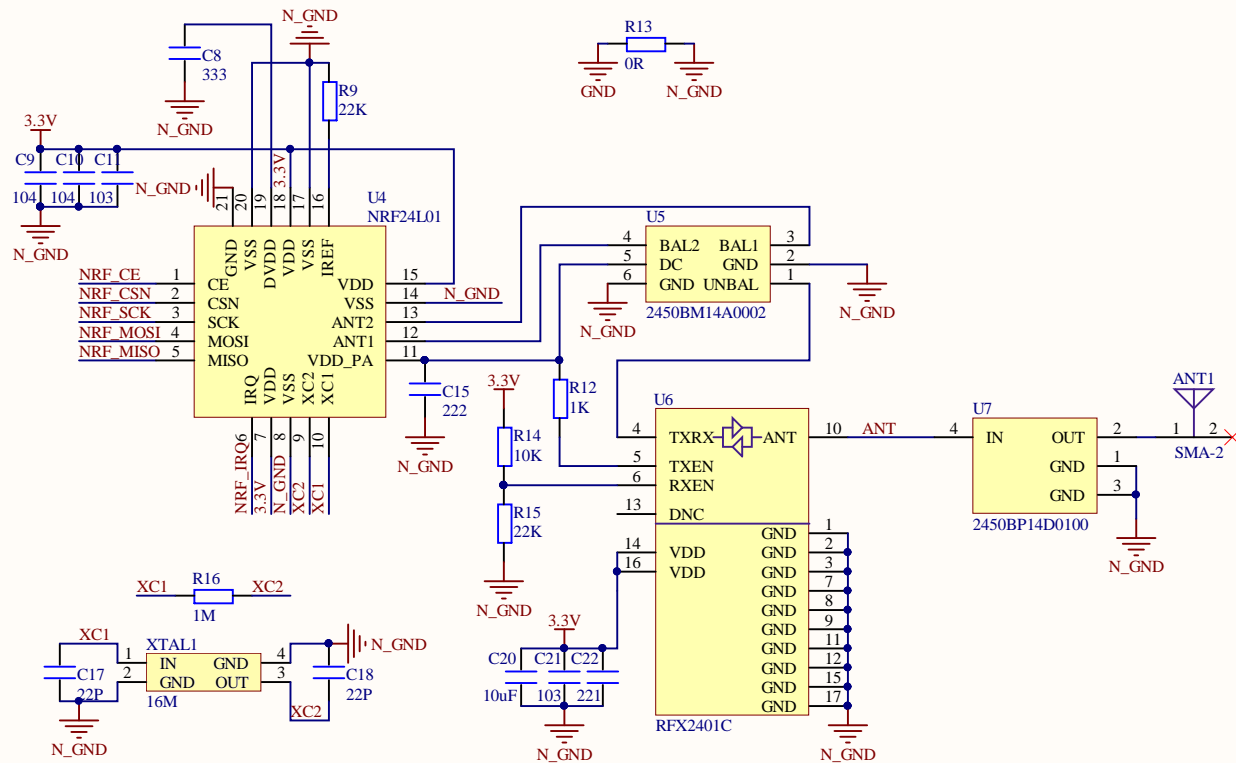 N_GND
C8
333
N_GND
R13
0R
GND
N_GND
R9
22K
3.3V
C9
C10
C11
104
104
103
N_GND
N_GND
3.3V
21
20
19
18
17
16
U4
NRF24L01
GND
VSS
DVDD
VDD
VSS
IREF
NRF_CE 1 CE
NRF_CSN 2 CSN
NRF_SCK 3 SCK
NRF_MOSI 4 MOSI
NRF_MISO 5 MISO
VDD 15
VSS 14 N_GND
ANT2 13
ANT1 12
VDD_PA 11
IRQ
VDD
VSS
XC2
XC1
6
7
8
9
10
NRF_IRQ
3.3V
N_GND
XC2
XC1
U5
4 BAL2 BAL1 3
5 DC GND 2
6 GND UNBAL 1
2450BM14A0002
N_GND
N_GND
C15
222
N_GND
R12
1K
3.3V
R14
10K
R15
22K
N_GND
U6
4 TXRX ANT 10 ANT
5 TXEN
6 RXEN
13 DNC
14 VDD
16 VDD
GND 1
GND 2
GND 3
GND 7
GND 8
GND 9
GND 11
GND 12
GND 15
GND 17
RFX2401C
N_GND
U7
4 IN OUT 2
GND 1
GND 3
2450BP14D0100
N_GND
ANT1
1 2
SMA-2
XC1 R16 XC2
1M
XC1
XTAL1
C17
22P
1 IN GND 4
2 GND OUT 3
16M
N_GND
C18
22P
XC2
N_GND
3.3V
C20
C21
C22
10uF
103
221
N_GND